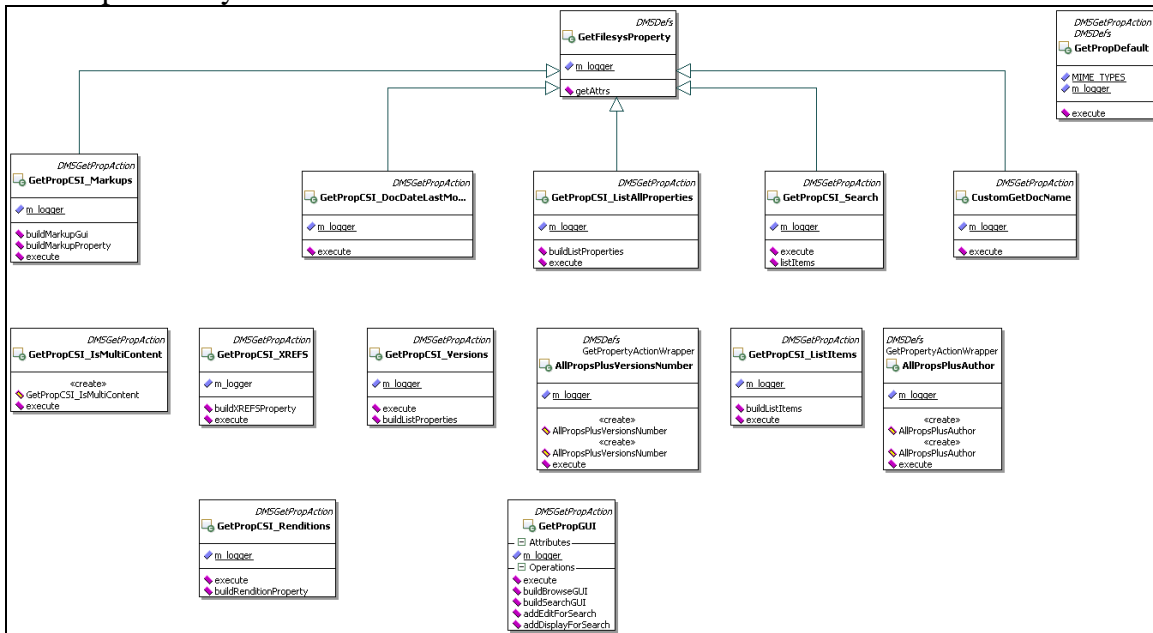 DMSDefs
GetFilesysProperty
m_logger
getAttrs
DMSGetPropAction
DMSDefs
GetPropDefault
MIME_TYPES
m_logger
execute
DMSGetPropAction
GetPropCSI_Markups
m_logger
buildMarkupGui
buildMarkupProperty
execute
DMSGetPropAction
GetPropCSI_DocDateLastMo...
m_logger
execute
DMSGetPropAction
GetPropCSI_ListAllProperties
m_logger
buildListProperties
execute
DMSGetPropAction
GetPropCSI_Search
m_logger
execute
listItems
DMSGetPropAction
CustomGetDocName
m_logger
execute
DMSGetPropAction
GetPropCSI_IsMultiContent
«create»
GetPropCSI_IsMultiContent
execute
DMSGetPropAction
GetPropCSI_XREFS
m_logger
buildXREFSProperty
execute
DMSGetPropAction
GetPropCSI_Versions
m_logger
execute
buildListProperties
DMSDefs
GetPropertyActionWrapper
AllPropsPlusVersionsNumber
m_logger
«create»
AllPropsPlusVersionsNumber
«create»
AllPropsPlusVersionsNumber
execute
DMSGetPropAction
GetPropCSI_ListItems
m_logger
buildListItems
execute
DMSDefs
GetPropertyActionWrapper
AllPropsPlusAuthor
m_logger
«create»
AllPropsPlusAuthor
«create»
AllPropsPlusAuthor
execute
DMSGetPropAction
GetPropCSI_Renditions
m_logger
execute
buildRenditionProperty
DMSGetPropAction
GetPropGUI
Attributes
m_logger
Operations
execute
buildBrowseGUI
buildSearchGUI
addEditForSearch
addDisplayForSearch